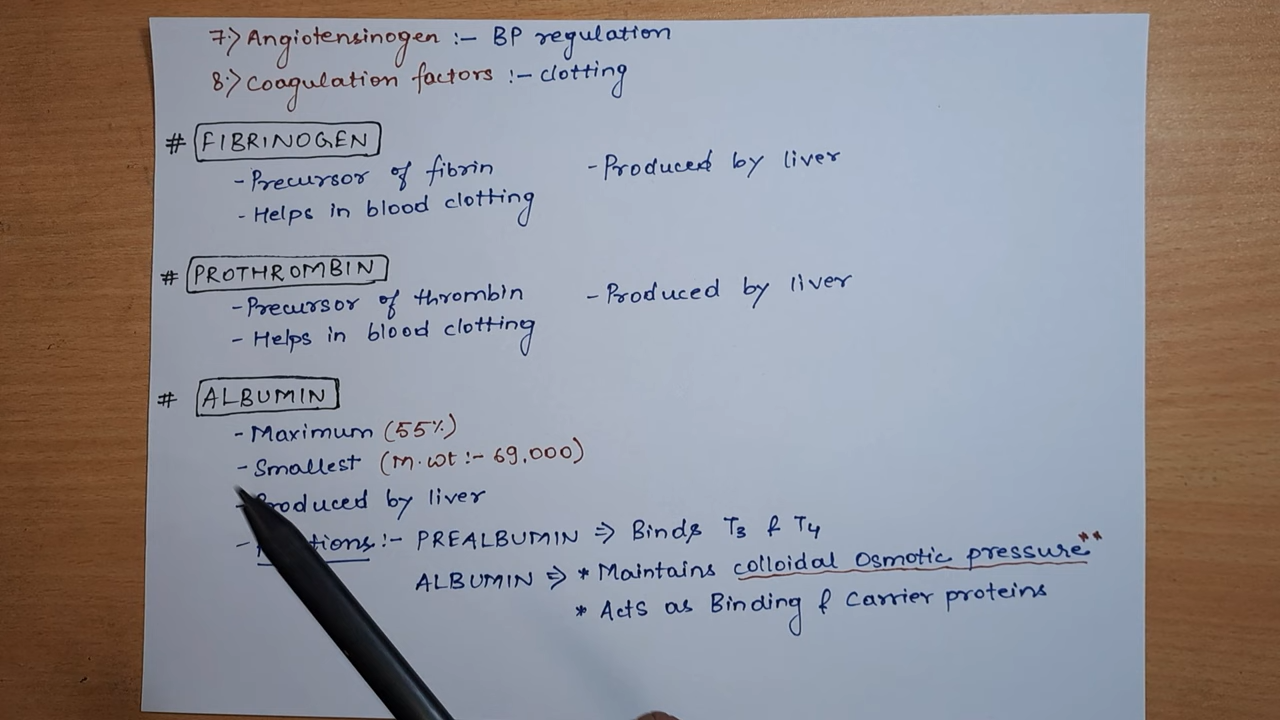 7.) Angiotensinogen :- BP regulation
8.) Coagulation factors :- clotting
# FIBRINOGEN
- Precursor of fibrin - Produced by liver
- Helps in blood clotting
# PROTHROMBIN
- Precursor of thrombin - Produced by liver
- Helps in blood clotting
# ALBUMIN
- Maximum (55%)
- Smallest (M.wt :- 69,000)
- Produced by liver
- :- PREALBUMIN ⇒ Binds T3 & T4
ALBUMIN ⇒ * Maintains colloidal Osmotic pressure**
* Acts as Binding & Carrier proteins